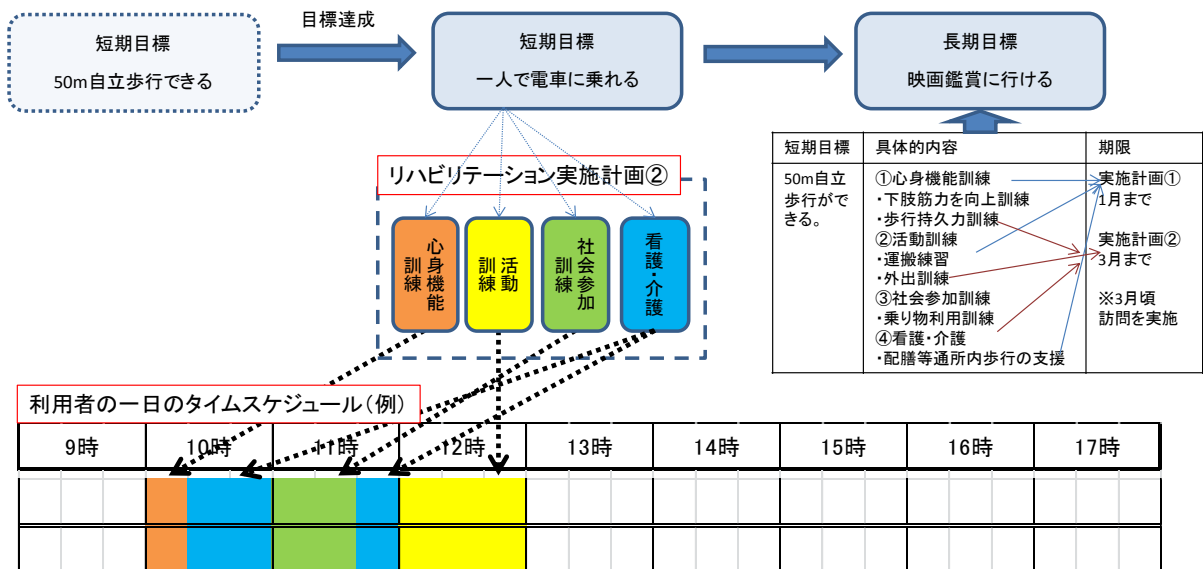 短期目標
50m自立歩行できる
目標達成
短期目標
一人で電車に乗れる
長期目標
映画鑑賞に行ける
リハビリテーション実施計画②
心身機能
訓練
活動
訓練
社会参加
訓練
看護・介護
短期目標 具体的内容 期限
50m自立
歩行がで
きる。
①心身機能訓練
・下肢筋力を向上訓練
・歩行持久力訓練
②活動訓練
・運搬練習
・外出訓練
③社会参加訓練
・乗り物利用訓練
④看護・介護
・配膳等通所内歩行の支援
実施計画①
1月まで
実施計画②
3月まで
※3月頃
訪問を実施
利用者の一日のタイムスケジュール(例)
9時 10時 11時 12時 13時 14時 15時 16時 17時